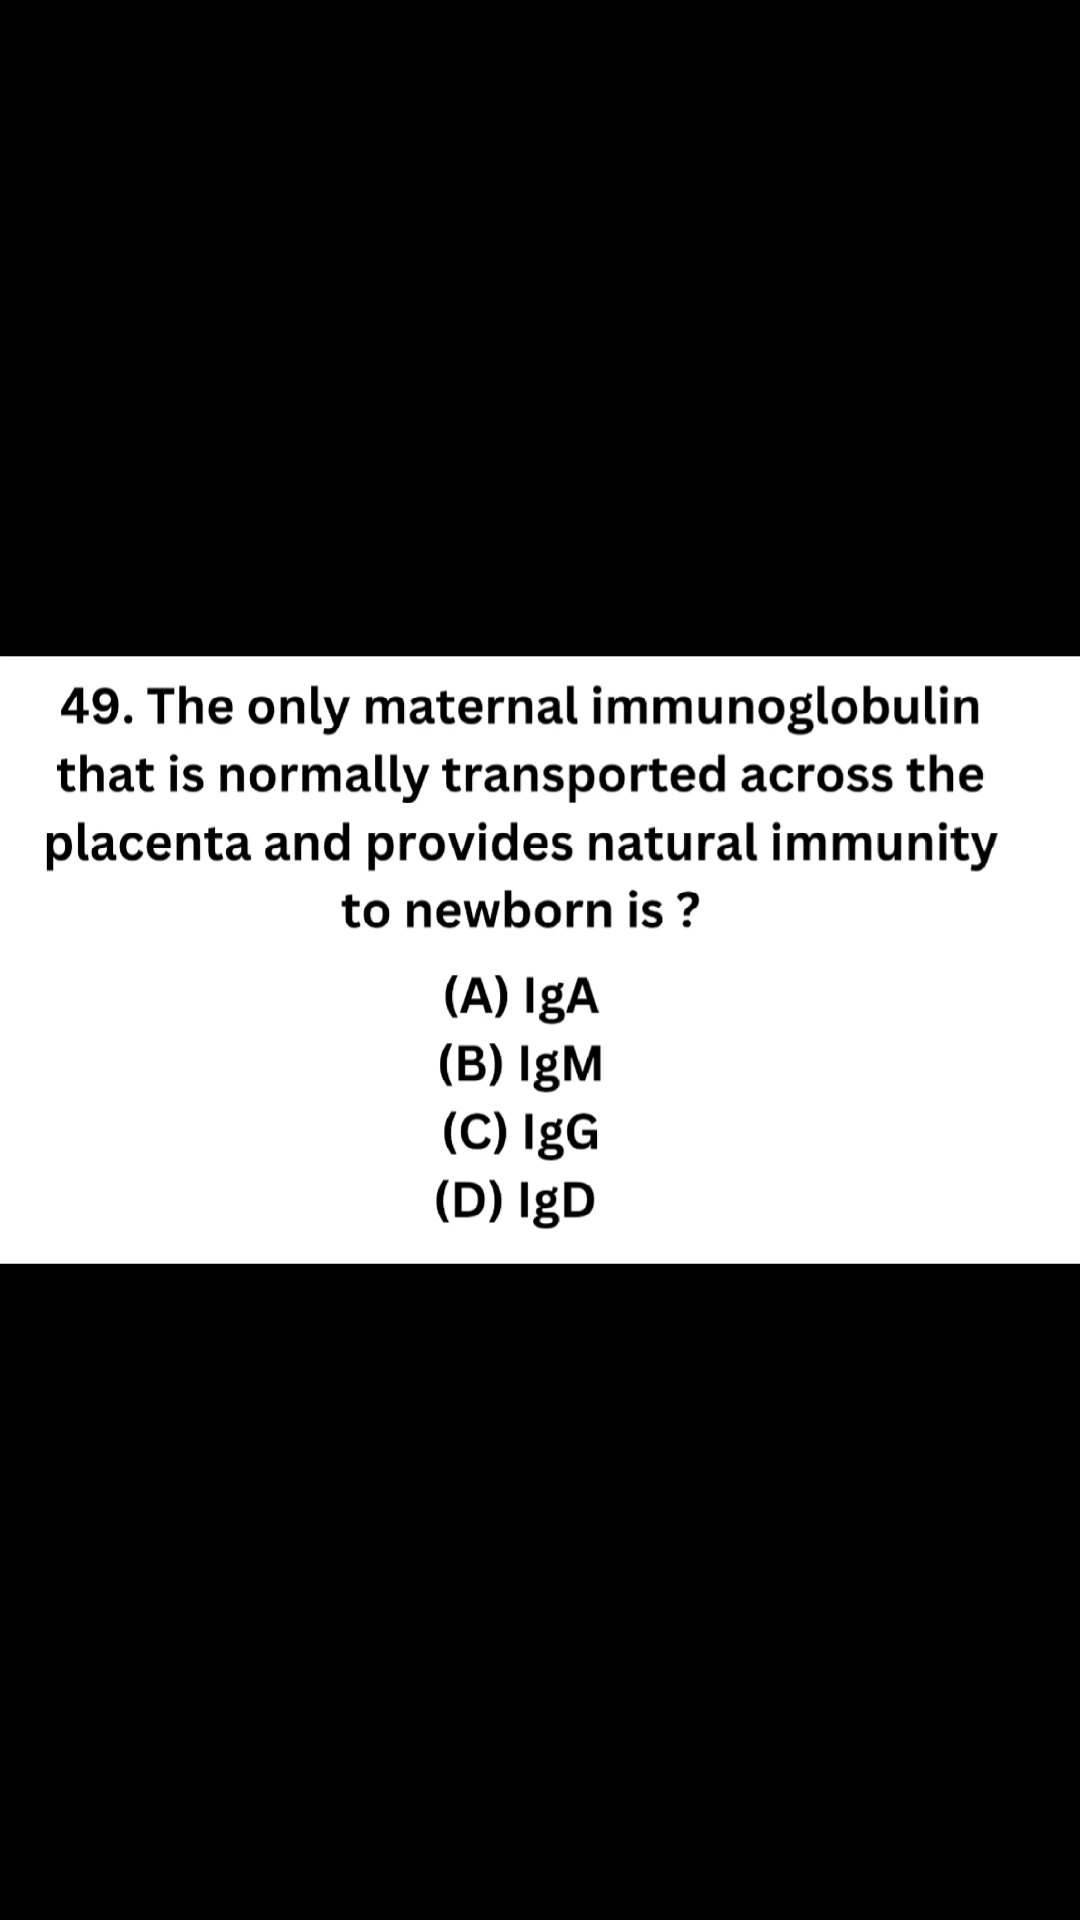 49. The only maternal immunoglobulin
that is normally transported across the
placenta and provides natural immunity
to newborn is ?
(A) IgA
(B) IgM
(C) IgG
(D) IgD